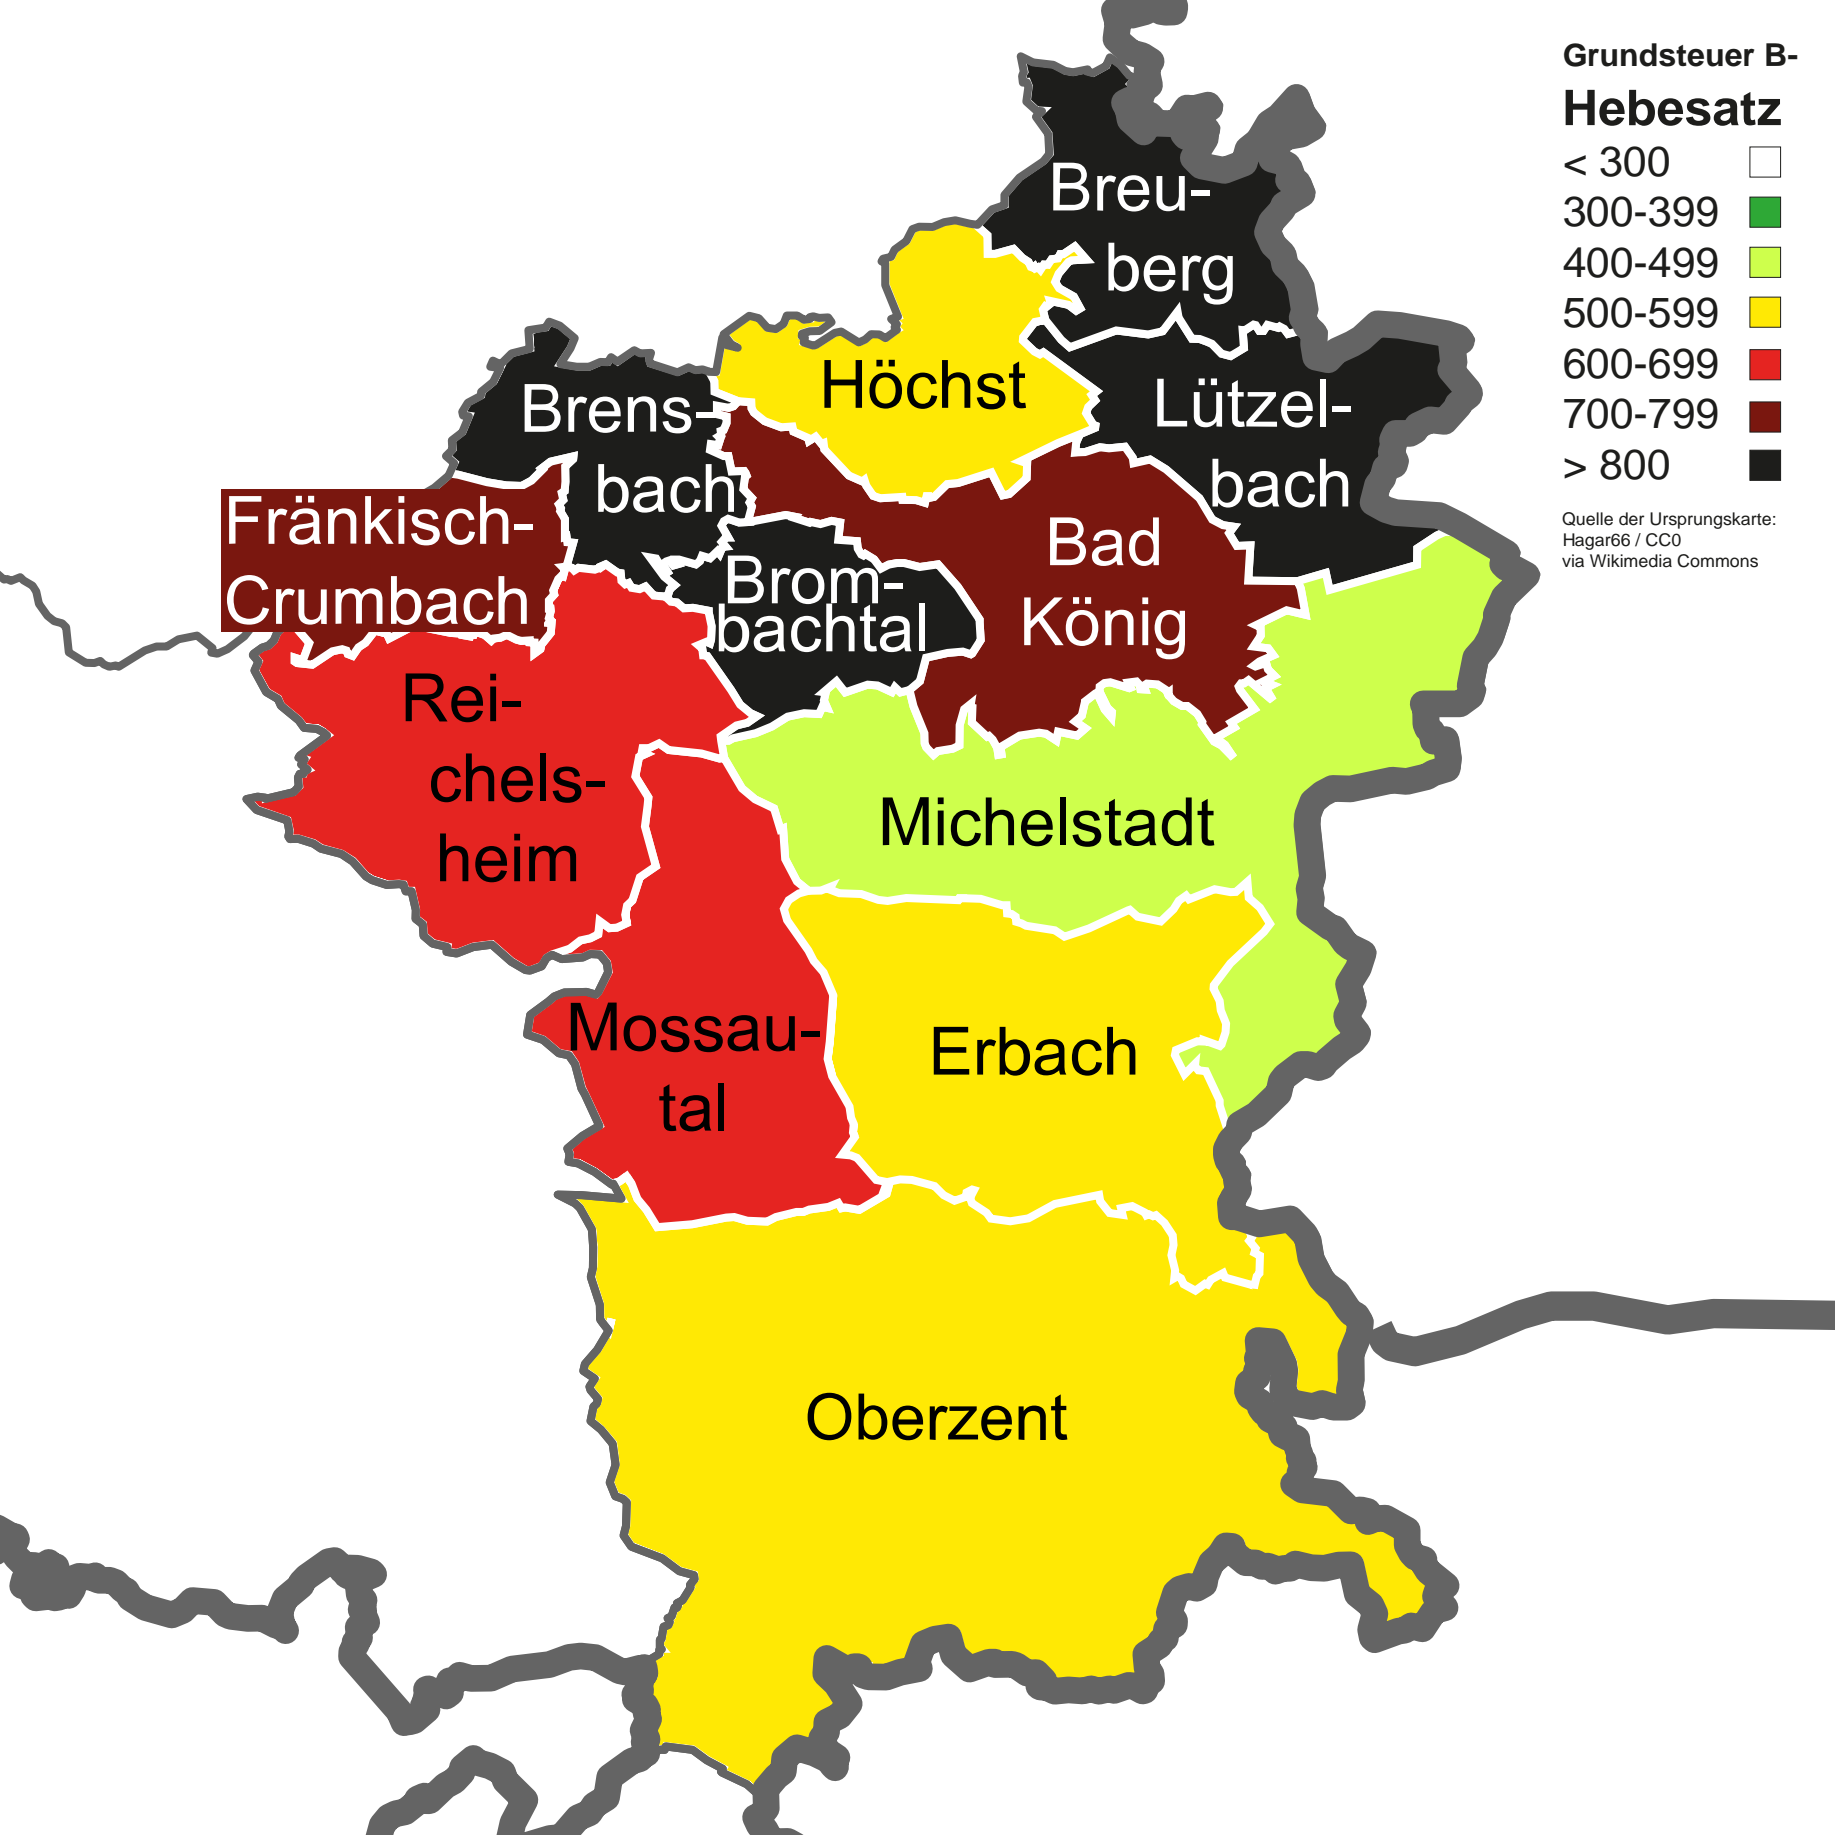 Grundsteuer B-
Hebesatz
< 300
300-399
400-499
500-599
600-699
700-799
> 800
Quelle der Ursprungskarte:
Hagar66 / CC0
via Wikimedia Commons
Breu-
berg
Höchst
Lützel-
bach
Brens-
bach
Fränkisch-
Crumbach
Brom-
bachtal
Bad
König
Rei-
chels-
heim
Michelstadt
Mossau-
tal
Erbach
Oberzent